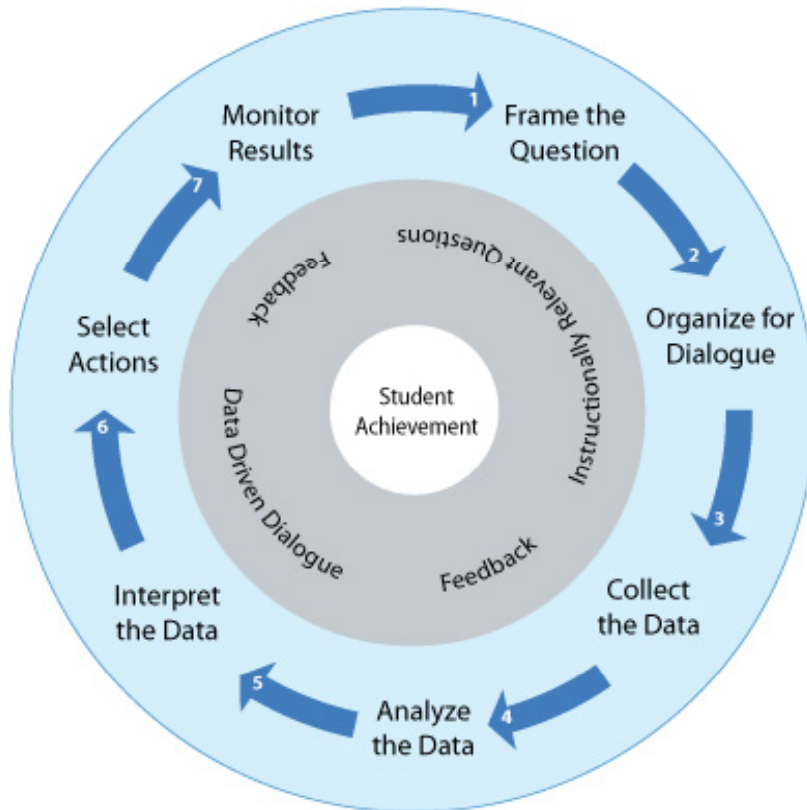 1
Frame the
Question
2
Organize for
Dialogue
3
Collect
the Data
4
Analyze
the Data
5
Interpret
the Data
6
Select
Actions
7
Monitor
Results
Instructionally Relevant Questions
Feedback
Data Driven Dialogue
Feedback
Student
Achievement